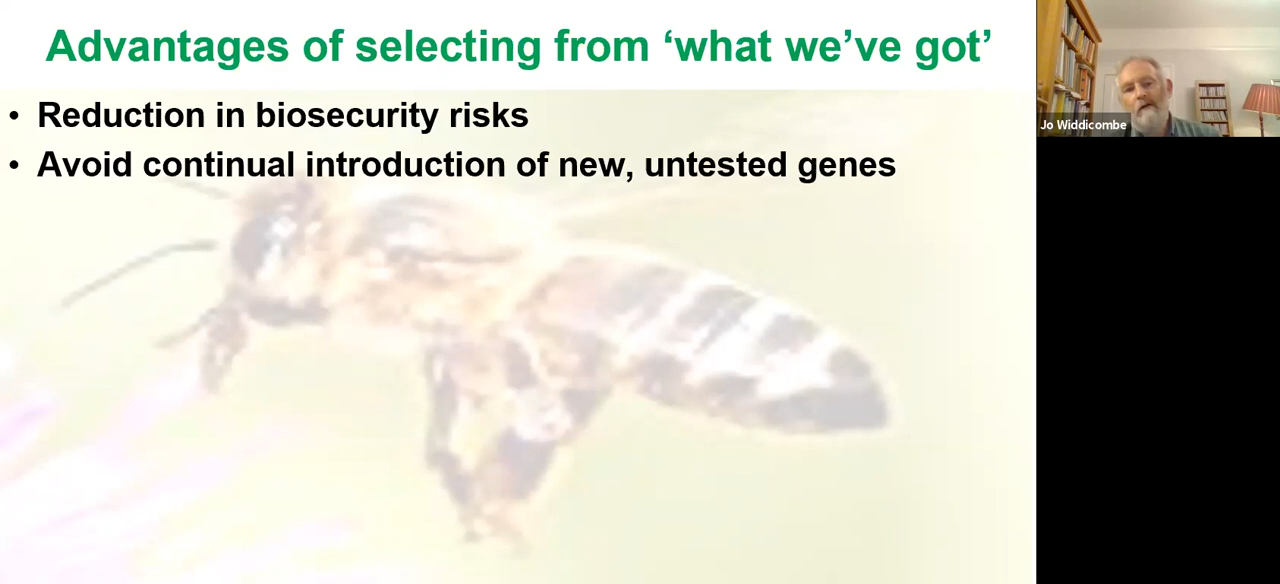 Advantages of selecting from ‘what we’ve got’
• Reduction in biosecurity risks
• Avoid continual introduction of new, untested genes
Jo Widdicombe